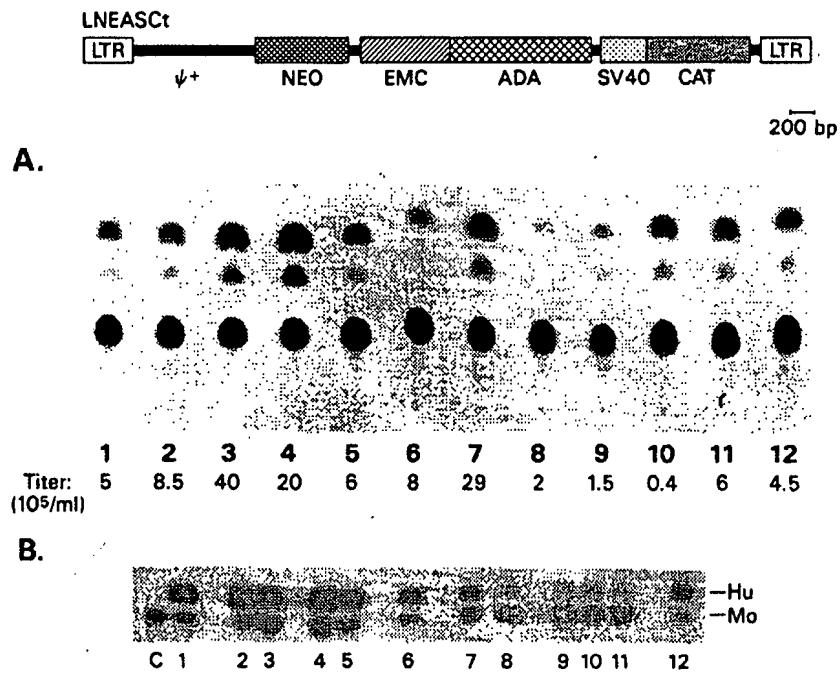 LNEASCt
LTR LTR
ψ+ NEO EMC ADA SV40 CAT
200 bp
A.
1 2 3 4 5 6 7 8 9 10 11 12
Titer: 5 8.5 40 20 6 8 29 2 1.5 0.4 6 4.5
(10⁵/ml)
B.
Hu
Mo
C 1 2 3 4 5 6 7 8 9 10 11 12